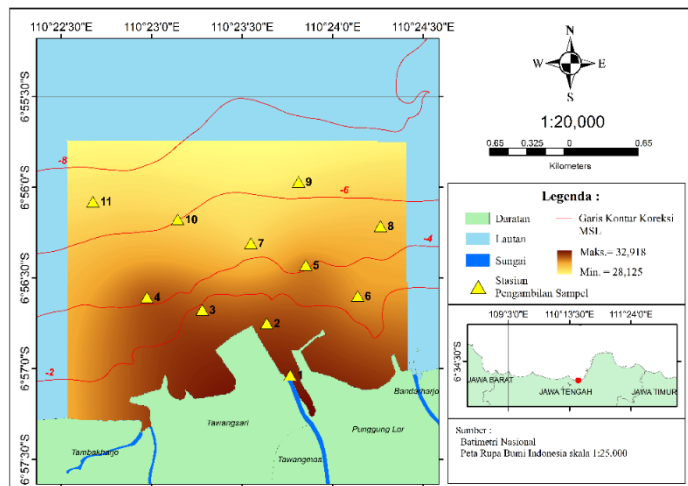 110°22'30"E 110°23'0"E 110°23'30"E 110°24'0"E 110°24'30"E
6°55'30"S
6°56'0"S
6°56'30"S
6°57'0"S
6°57'30"S
-8
-6
-4
-2
11
10
9
8
7
5
4
3
6
2
1
Tambakharjo
Tawangsari
Tawangmas
Punggung Lor
Bandarharjo
N
W E
S
1:20,000
0.65 0.325 0 0.65
Kilometers
Legenda :
Daratan
Lautan
Sungai
Stasiun
Pengambilan Sampel
Garis Kontur Koreksi
MSL
Maks.= 32,918
Min. = 28,125
109°3'0"E 110°13'30"E 111°24'0"E
6°34'30"S
JAWA BARAT
JAWA TENGAH
JAWA TIMUR
Sumber :
Batimetri Nasional
Peta Rupa Bumi Indonesia skala 1:25.000